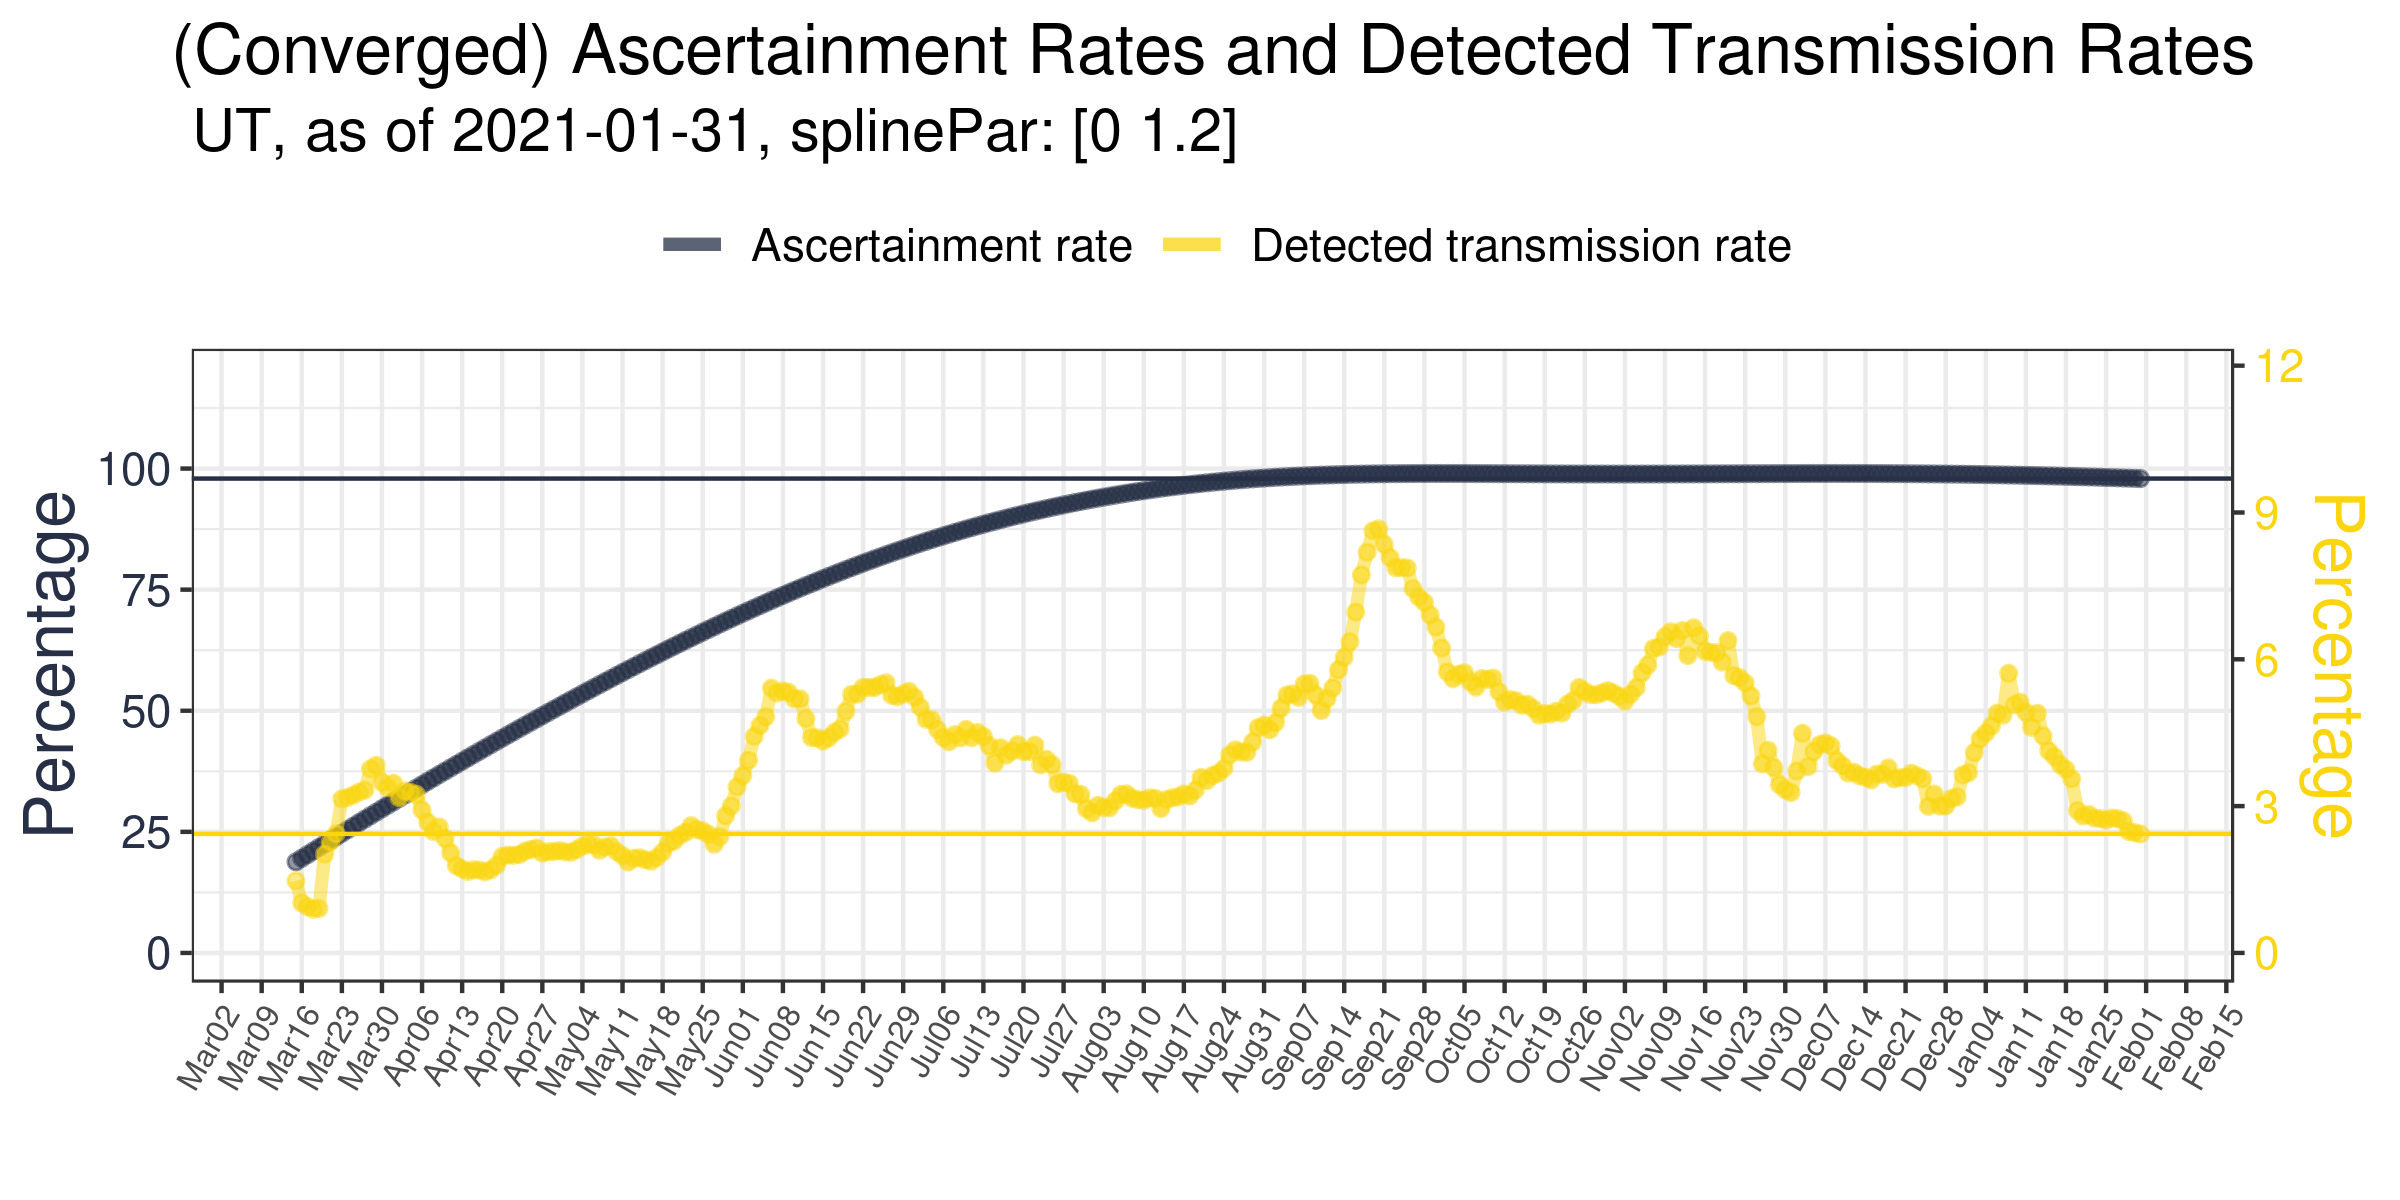 (Converged) Ascertainment Rates and Detected Transmission Rates
UT, as of 2021-01-31, splinePar: [0 1.2]
Ascertainment rate Detected transmission rate
Percentage
100
75
50
25
0
12
9
6
3
0
Percentage
Mar02 Mar09 Mar16 Mar23 Mar30 Apr06 Apr13 Apr20 Apr27 May04 May11 May18 May25 Jun01 Jun08 Jun15 Jun22 Jun29 Jul06 Jul13 Jul20 Jul27 Aug03 Aug10 Aug17 Aug24 Aug31 Sep07 Sep14 Sep21 Sep28 Oct05 Oct12 Oct19 Oct26 Nov02 Nov09 Nov16 Nov23 Nov30 Dec07 Dec14 Dec21 Dec28 Jan04 Jan11 Jan18 Jan25 Feb01 Feb08 Feb15